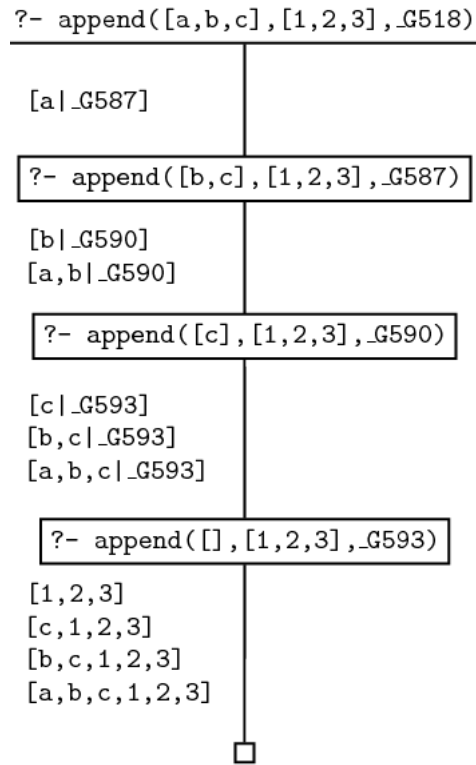 ?- append([a,b,c],[1,2,3],_G518)
[a|_G587]
?- append([b,c],[1,2,3],_G587)
[b|_G590]
[a,b|_G590]
?- append([c],[1,2,3],_G590)
[c|_G593]
[b,c|_G593]
[a,b,c|_G593]
?- append([],[1,2,3],_G593)
[1,2,3]
[c,1,2,3]
[b,c,1,2,3]
[a,b,c,1,2,3]